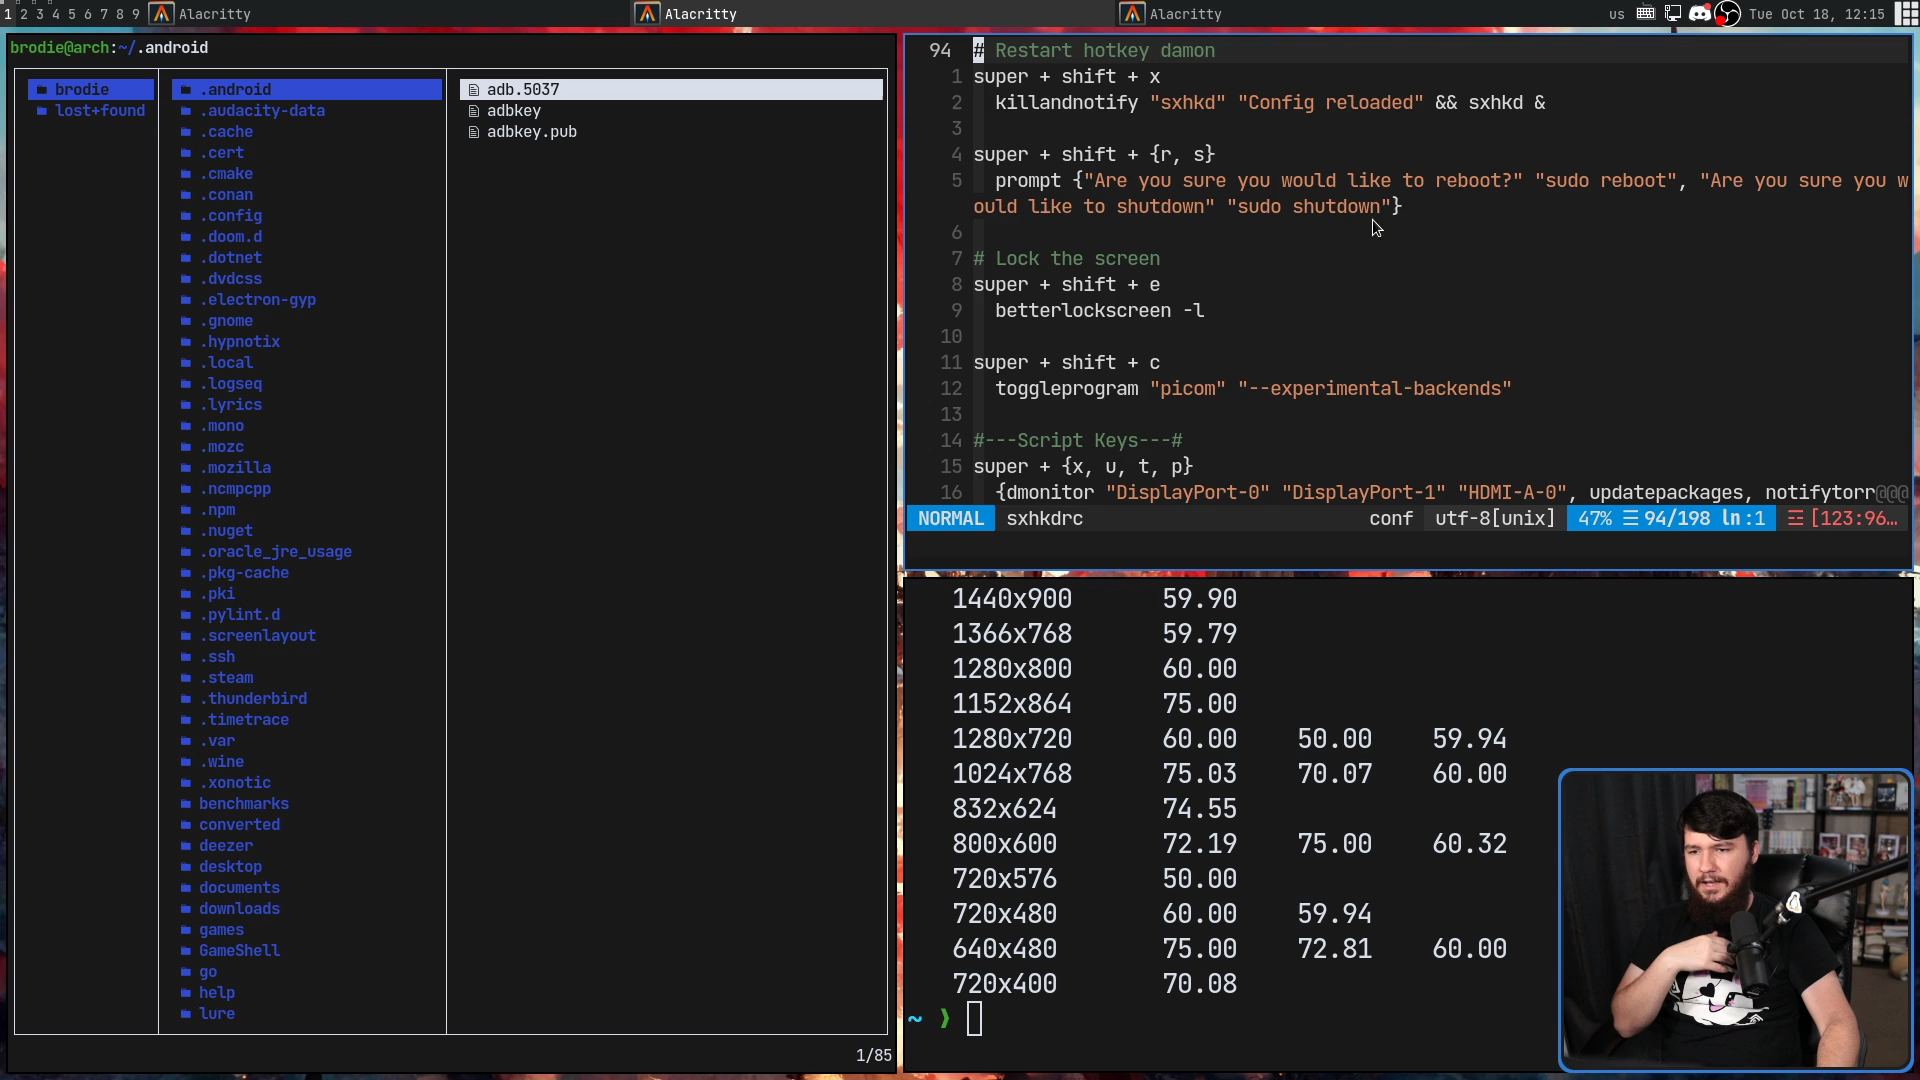 1 2 3 4 5 6 7 8 9 Alacritty Alacritty Alacritty us Tue Oct 18, 12:15
brodie@arch:~/.android
brodie
lost+found
.android
.audacity-data
.cache
.cert
.cmake
.conan
.config
.doom.d
.dotnet
.dvdcss
.electron-gyp
.gnome
.hypnotix
.local
.logseq
.lyrics
.mono
.mozc
.mozilla
.ncmpcpp
.npm
.nuget
.oracle_jre_usage
.pkg-cache
.pki
.pylint.d
.screenlayout
.ssh
.steam
.thunderbird
.timetrace
.var
.wine
.xonotic
benchmarks
converted
deezer
desktop
documents
downloads
games
GameShell
go
help
lure
adb.5037
adbkey
adbkey.pub
1/85
94 # Restart hotkey damon
1 super + shift + x
2 killandnotify "sxhkd" "Config reloaded" && sxhkd &
3
4 super + shift + {r, s}
5 prompt {"Are you sure you would like to reboot?" "sudo reboot", "Are you sure you w
ould like to shutdown" "sudo shutdown"}
6
7 # Lock the screen
8 super + shift + e
9 betterlockscreen -l
10
11 super + shift + c
12 toggleprogram "picom" "--experimental-backends"
13
14 #---Script Keys---#
15 super + {x, u, t, p}
16 {dmonitor "DisplayPort-0" "DisplayPort-1" "HDMI-A-0", updatepackages, notifytorr@@@
NORMAL sxhkdrc conf utf-8[unix] 47% ☰ 94/198 ln:1 ☲ [123:96…
1440x900 59.90
1366x768 59.79
1280x800 60.00
1152x864 75.00
1280x720 60.00 50.00 59.94
1024x768 75.03 70.07 60.00
832x624 74.55
800x600 72.19 75.00 60.32
720x576 50.00
720x480 60.00 59.94
640x480 75.00 72.81 60.00
720x400 70.08
~ ❯